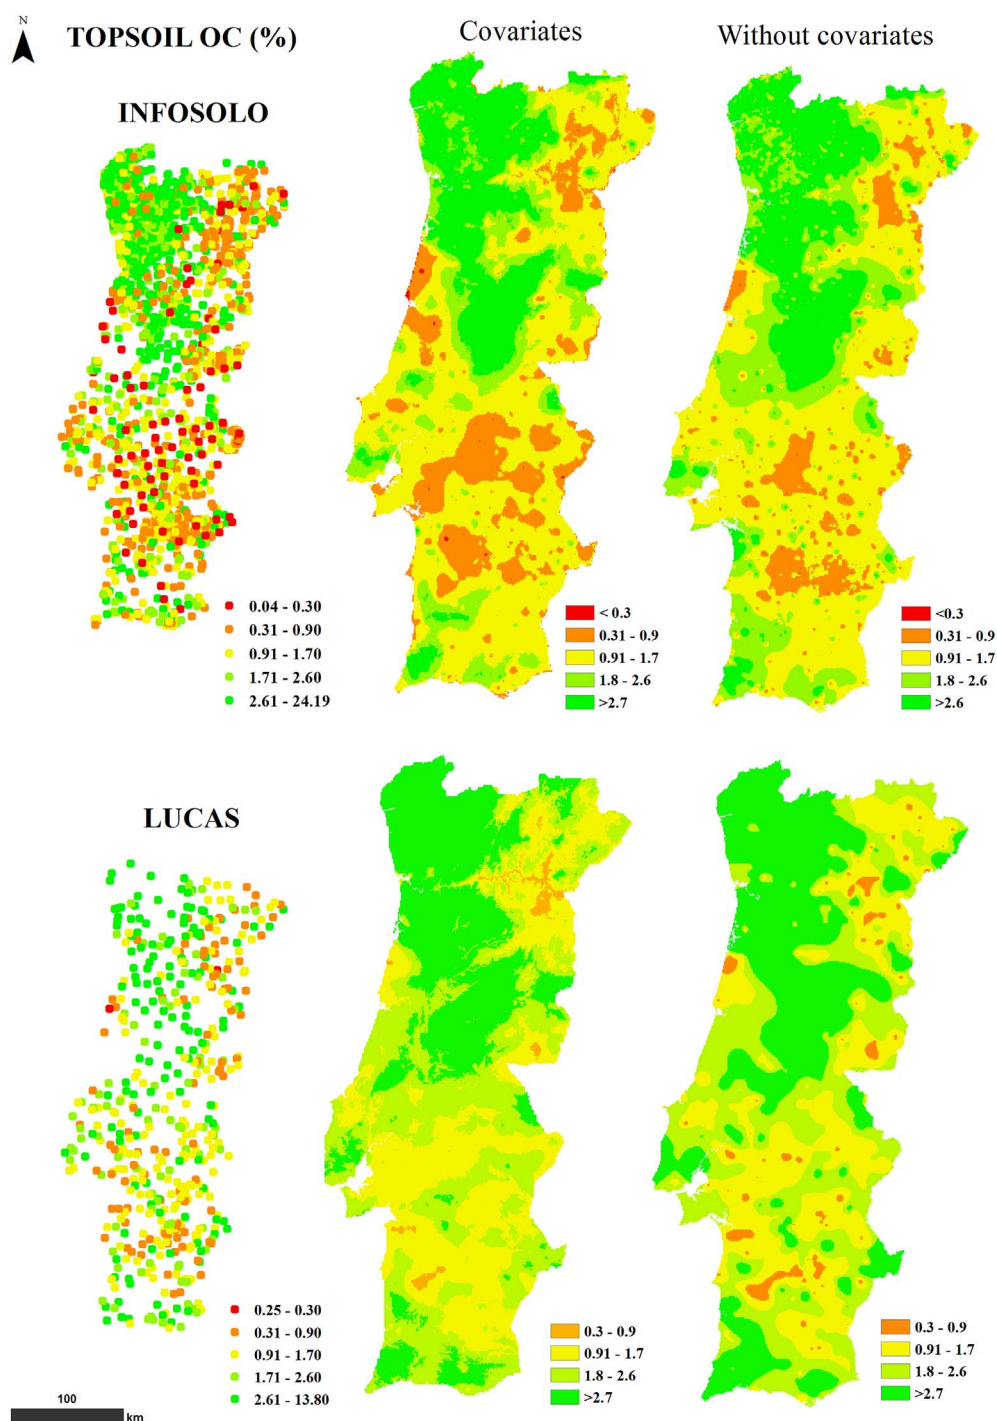 N
TOPSOIL OC (%)
Covariates
Without covariates
INFOSOLO
0.04 - 0.30
0.31 - 0.90
0.91 - 1.70
1.71 - 2.60
2.61 - 24.19
< 0.3
0.31 - 0.9
0.91 - 1.7
1.8 - 2.6
>2.7
<0.3
0.31 - 0.9
0.91 - 1.7
1.8 - 2.6
>2.6
LUCAS
0.25 - 0.30
0.31 - 0.90
0.91 - 1.70
1.71 - 2.60
2.61 - 13.80
0.3 - 0.9
0.91 - 1.7
1.8 - 2.6
>2.7
0.3 - 0.9
0.91 - 1.7
1.8 - 2.6
>2.7
100
km